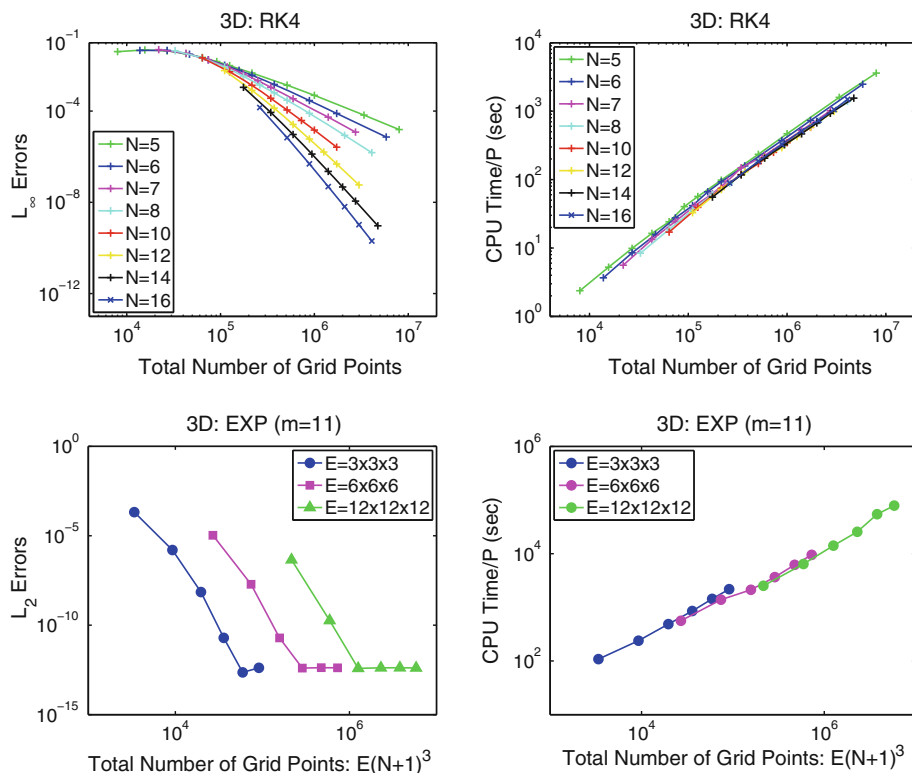 3D: RK4
10^-1
10^-4
10^-8
10^-12
L∞ Errors
N=5
N=6
N=7
N=8
N=10
N=12
N=14
N=16
10^4
10^5
10^6
10^7
Total Number of Grid Points
3D: RK4
10^4
10^3
10^2
10^1
10^0
CPU Time/P (sec)
N=5
N=6
N=7
N=8
N=10
N=12
N=14
N=16
10^4
10^5
10^6
10^7
Total Number of Grid Points
3D: EXP (m=11)
10^0
10^-5
10^-10
10^-15
L_2 Errors
E=3x3x3
E=6x6x6
E=12x12x12
10^4
10^6
Total Number of Grid Points: E(N+1)^3
3D: EXP (m=11)
10^6
10^4
10^2
CPU Time/P (sec)
E=3x3x3
E=6x6x6
E=12x12x12
10^4
10^6
Total Number of Grid Points: E(N+1)^3